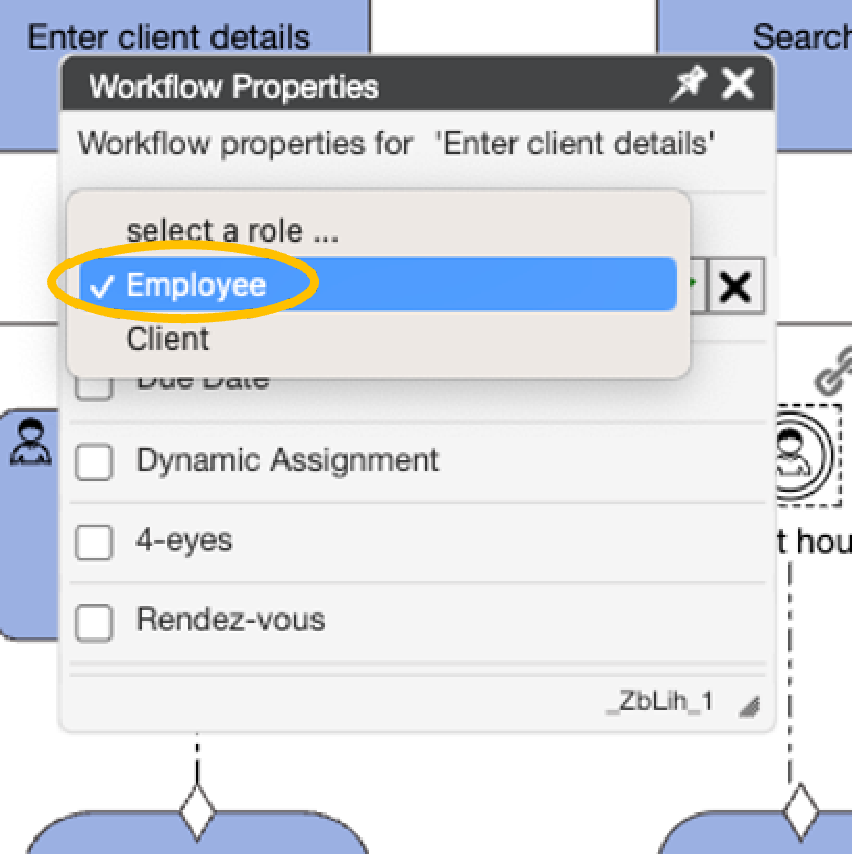 Enter client details
Search
Workflow Properties
Workflow properties for 'Enter client details'
select a role ...
✓ Employee
Client
Due Date
Dynamic Assignment
4-eyes
t hou
Rendez-vous
_ZbLih_1